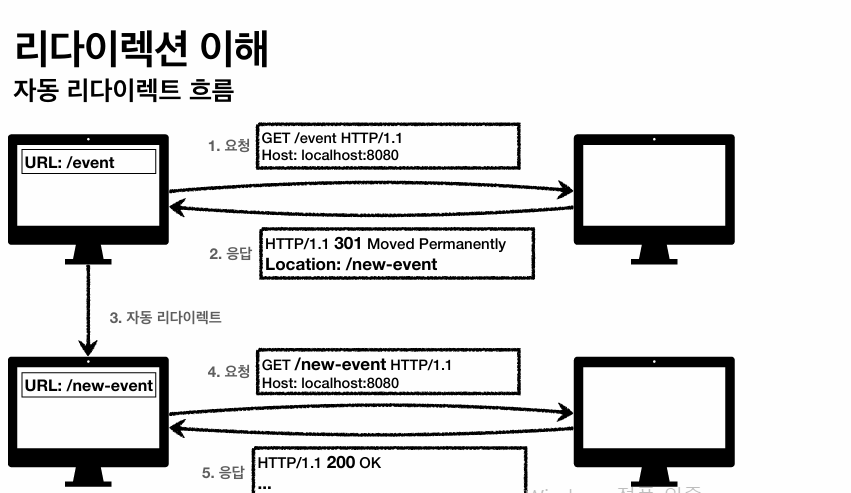 리다이렉션 이해
자동 리다이렉트 흐름
URL: /event
1. 요청
GET /event HTTP/1.1
Host: localhost:8080
2. 응답
HTTP/1.1 301 Moved Permanently
Location: /new-event
3. 자동 리다이렉트
URL: /new-event
4. 요청
GET /new-event HTTP/1.1
Host: localhost:8080
5. 응답
HTTP/1.1 200 OK
...